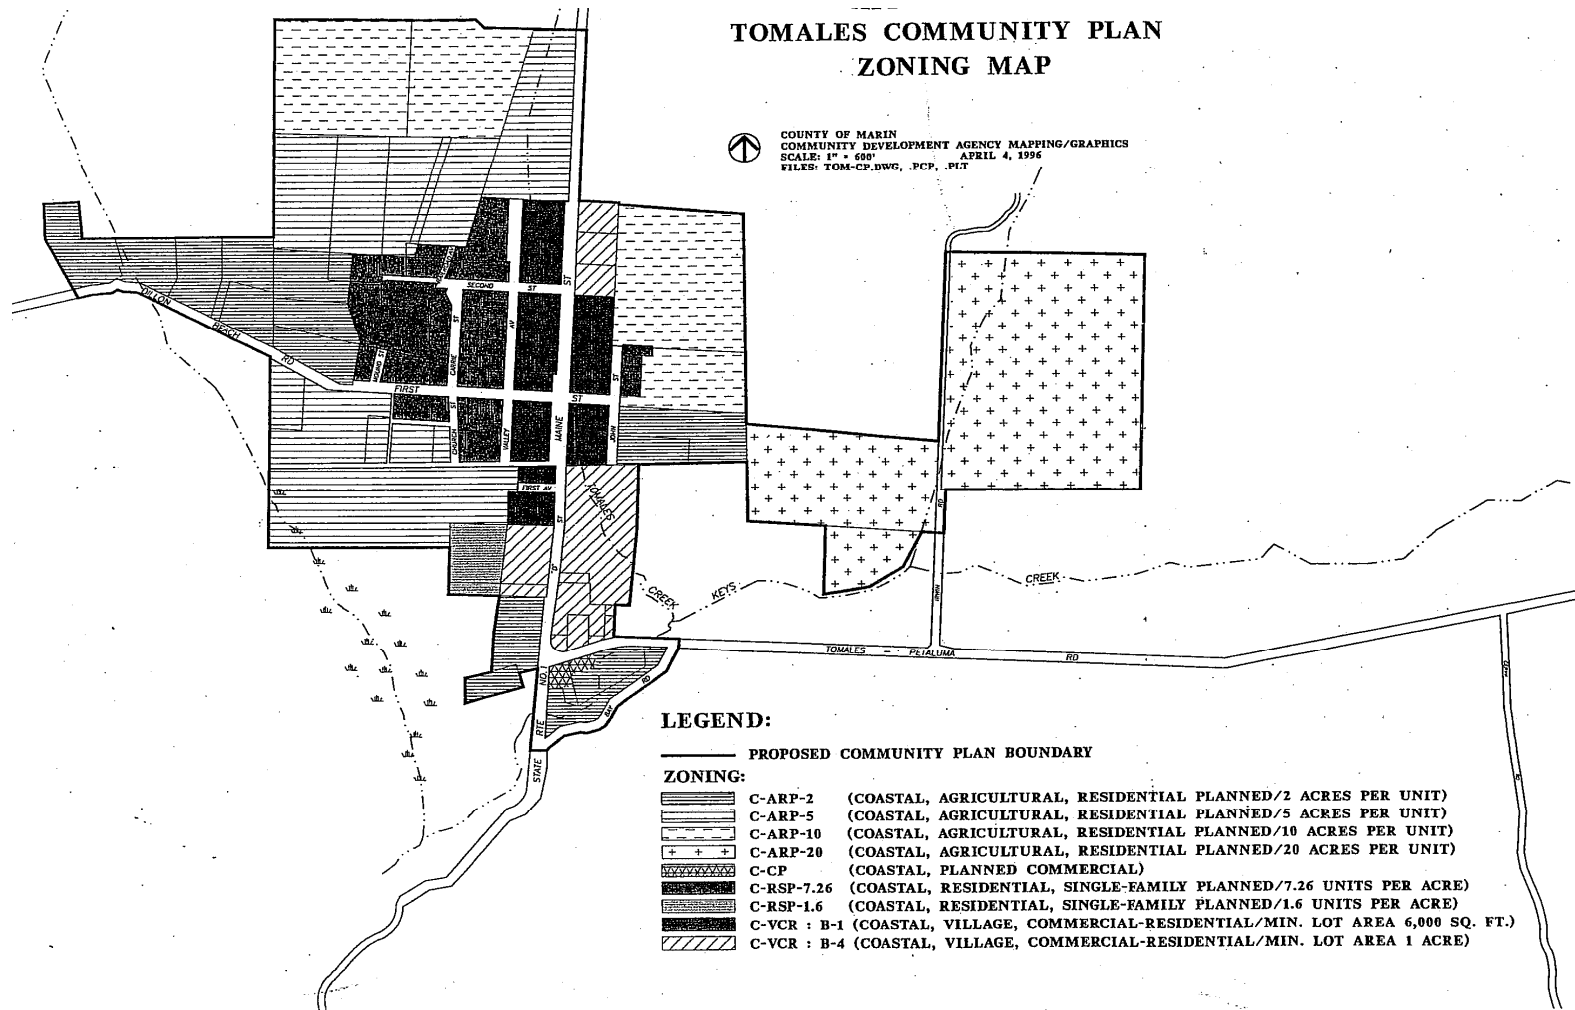 TOMALES COMMUNITY PLAN
ZONING MAP
COUNTY OF MARIN
COMMUNITY DEVELOPMENT AGENCY MAPPING/GRAPHICS
SCALE: 1" = 600' APRIL 4, 1996
FILES: TOM-CP.DWG, .PCP, .PLT
DILLON
BEACH
RD
SECOND
ST
ST
AV
ST
CARRIE
MOUND ST
FIRST
ST
ST
ST
CHURCH
VALLEY
MAINE
JOHN
FIRST AV
ST
TOMALES
"D"
CREEK
KEYS
CREEK
RD
IRVIN
TOMALES - PETALUMA RD
NO. 1
RTE
STATE
BAY
RD
LEGEND:
PROPOSED COMMUNITY PLAN BOUNDARY
ZONING:
C-ARP-2 (COASTAL, AGRICULTURAL, RESIDENTIAL PLANNED/2 ACRES PER UNIT)
C-ARP-5 (COASTAL, AGRICULTURAL, RESIDENTIAL PLANNED/5 ACRES PER UNIT)
C-ARP-10 (COASTAL, AGRICULTURAL, RESIDENTIAL PLANNED/10 ACRES PER UNIT)
C-ARP-20 (COASTAL, AGRICULTURAL, RESIDENTIAL PLANNED/20 ACRES PER UNIT)
C-CP (COASTAL, PLANNED COMMERCIAL)
C-RSP-7.26 (COASTAL, RESIDENTIAL, SINGLE-FAMILY PLANNED/7.26 UNITS PER ACRE)
C-RSP-1.6 (COASTAL, RESIDENTIAL, SINGLE-FAMILY PLANNED/1.6 UNITS PER ACRE)
C-VCR : B-1 (COASTAL, VILLAGE, COMMERCIAL-RESIDENTIAL/MIN. LOT AREA 6,000 SQ. FT.)
C-VCR : B-4 (COASTAL, VILLAGE, COMMERCIAL-RESIDENTIAL/MIN. LOT AREA 1 ACRE)